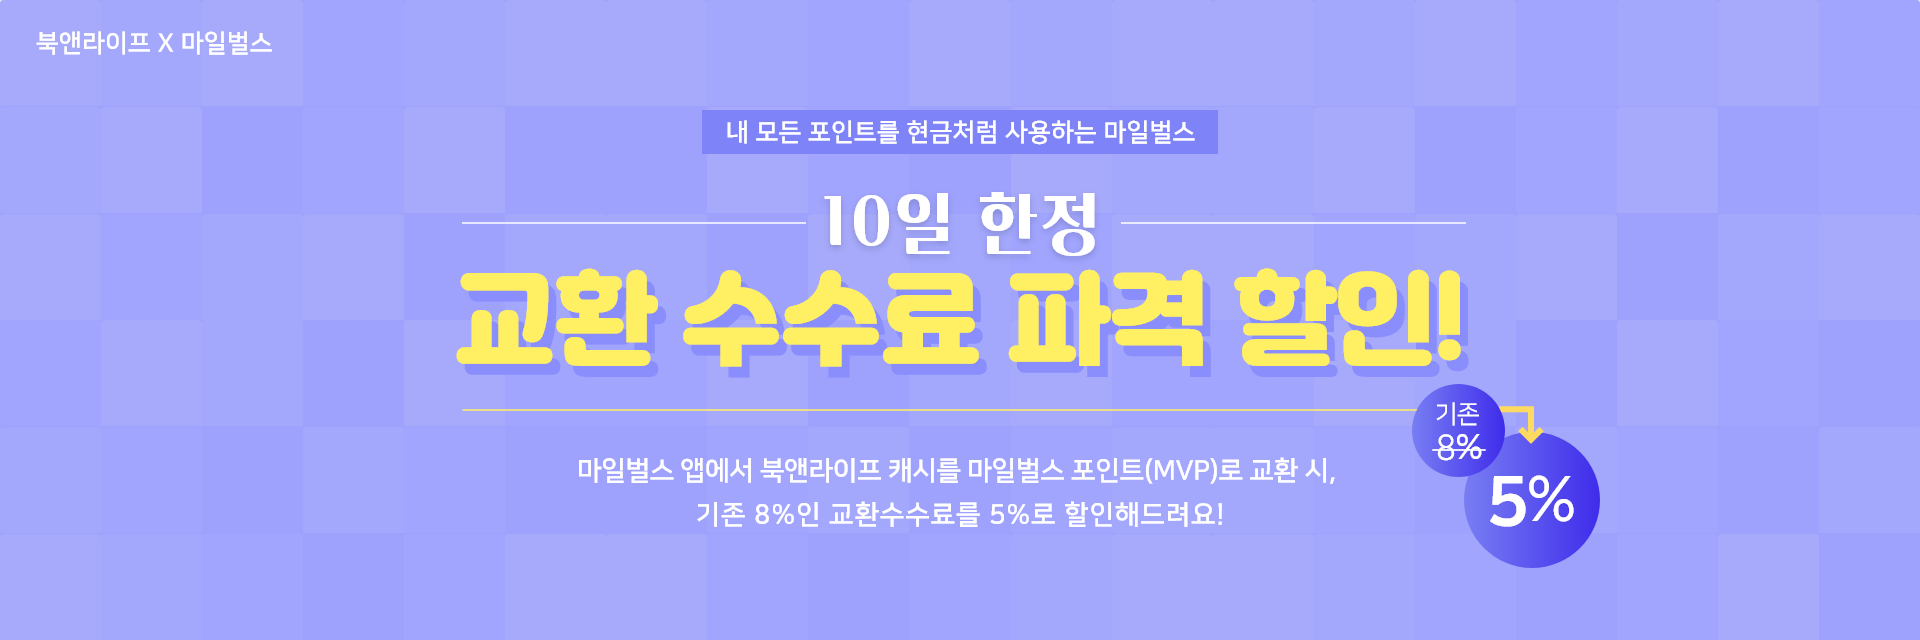 북앤라이프 X 마일벌스
내 모든 포인트를 현금처럼 사용하는 마일벌스
10일 한정
교환 수수료 파격 할인!
기존
8%
5%
마일벌스 앱에서 북앤라이프 캐시를 마일벌스 포인트(MVP)로 교환 시,
기존 8%인 교환수수료를 5%로 할인해드려요!